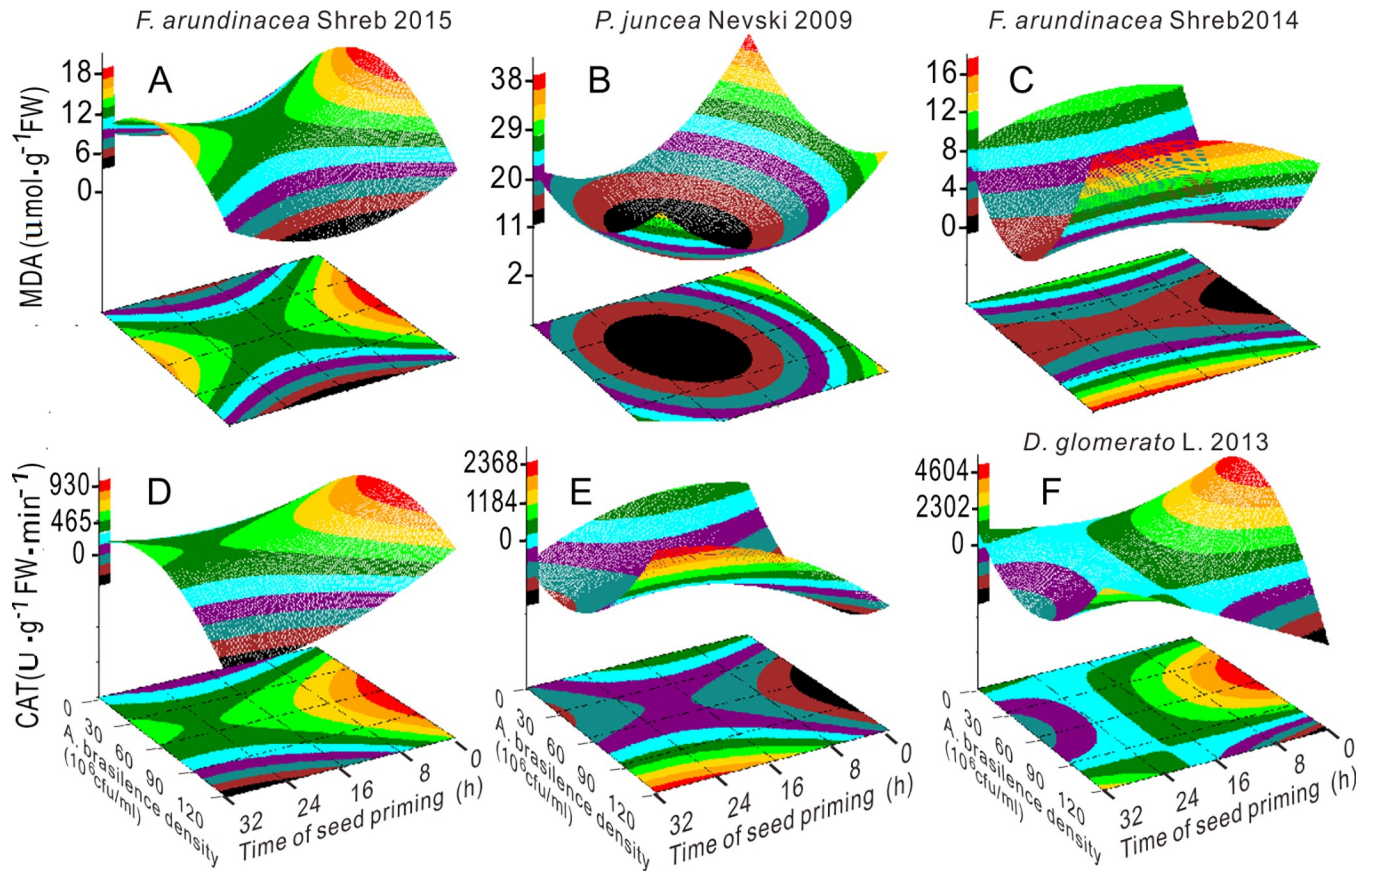 F. arundinacea Shreb 2015
P. juncea Nevski 2009
F. arundinacea Shreb2014
MDA (umol·g⁻¹FW)
18
12
6
0
A
38
29
20
11
2
B
16
12
8
4
0
C
D. glomerato L. 2013
CAT(U·g⁻¹FW·min⁻¹)
930
465
0
D
2368
1184
0
E
4604
2302
0
F
0
30
60
90
120
A. brasilence density
(10⁶cfu/ml)
32
24
16
8
0
Time of seed priming (h)
0
30
60
90
120
A. brasilence density
(10⁶cfu/ml)
32
24
16
8
0
Time of seed priming (h)
0
30
60
90
120
A. brasilence density
(10⁶cfu/ml)
32
24
16
8
0
Time of seed priming (h)